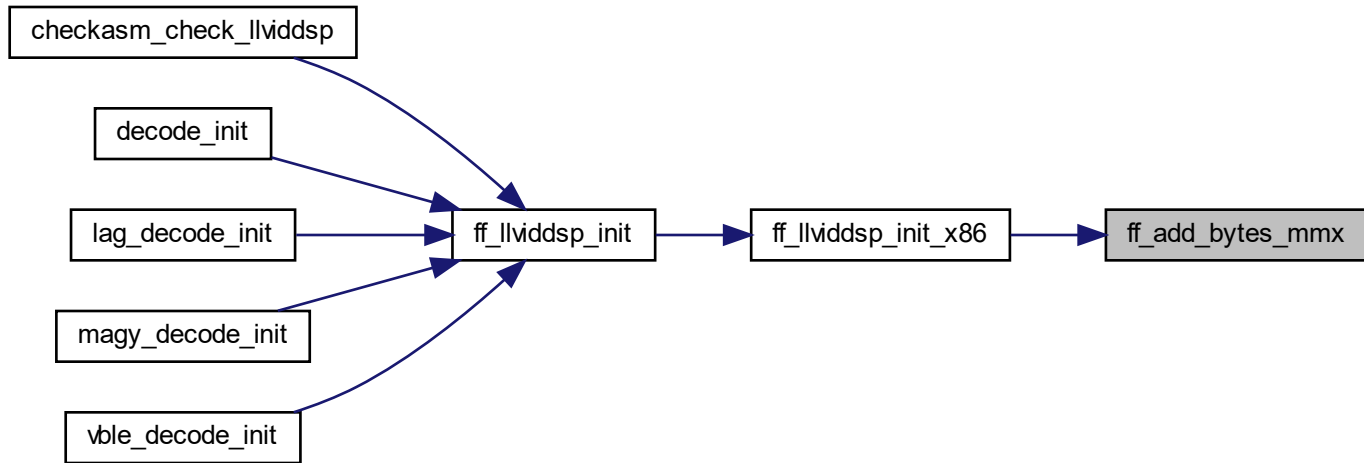 checkasm_check_llviddsp
decode_init
lag_decode_init
magy_decode_init
vble_decode_init
ff_llviddsp_init
ff_llviddsp_init_x86
ff_add_bytes_mmx